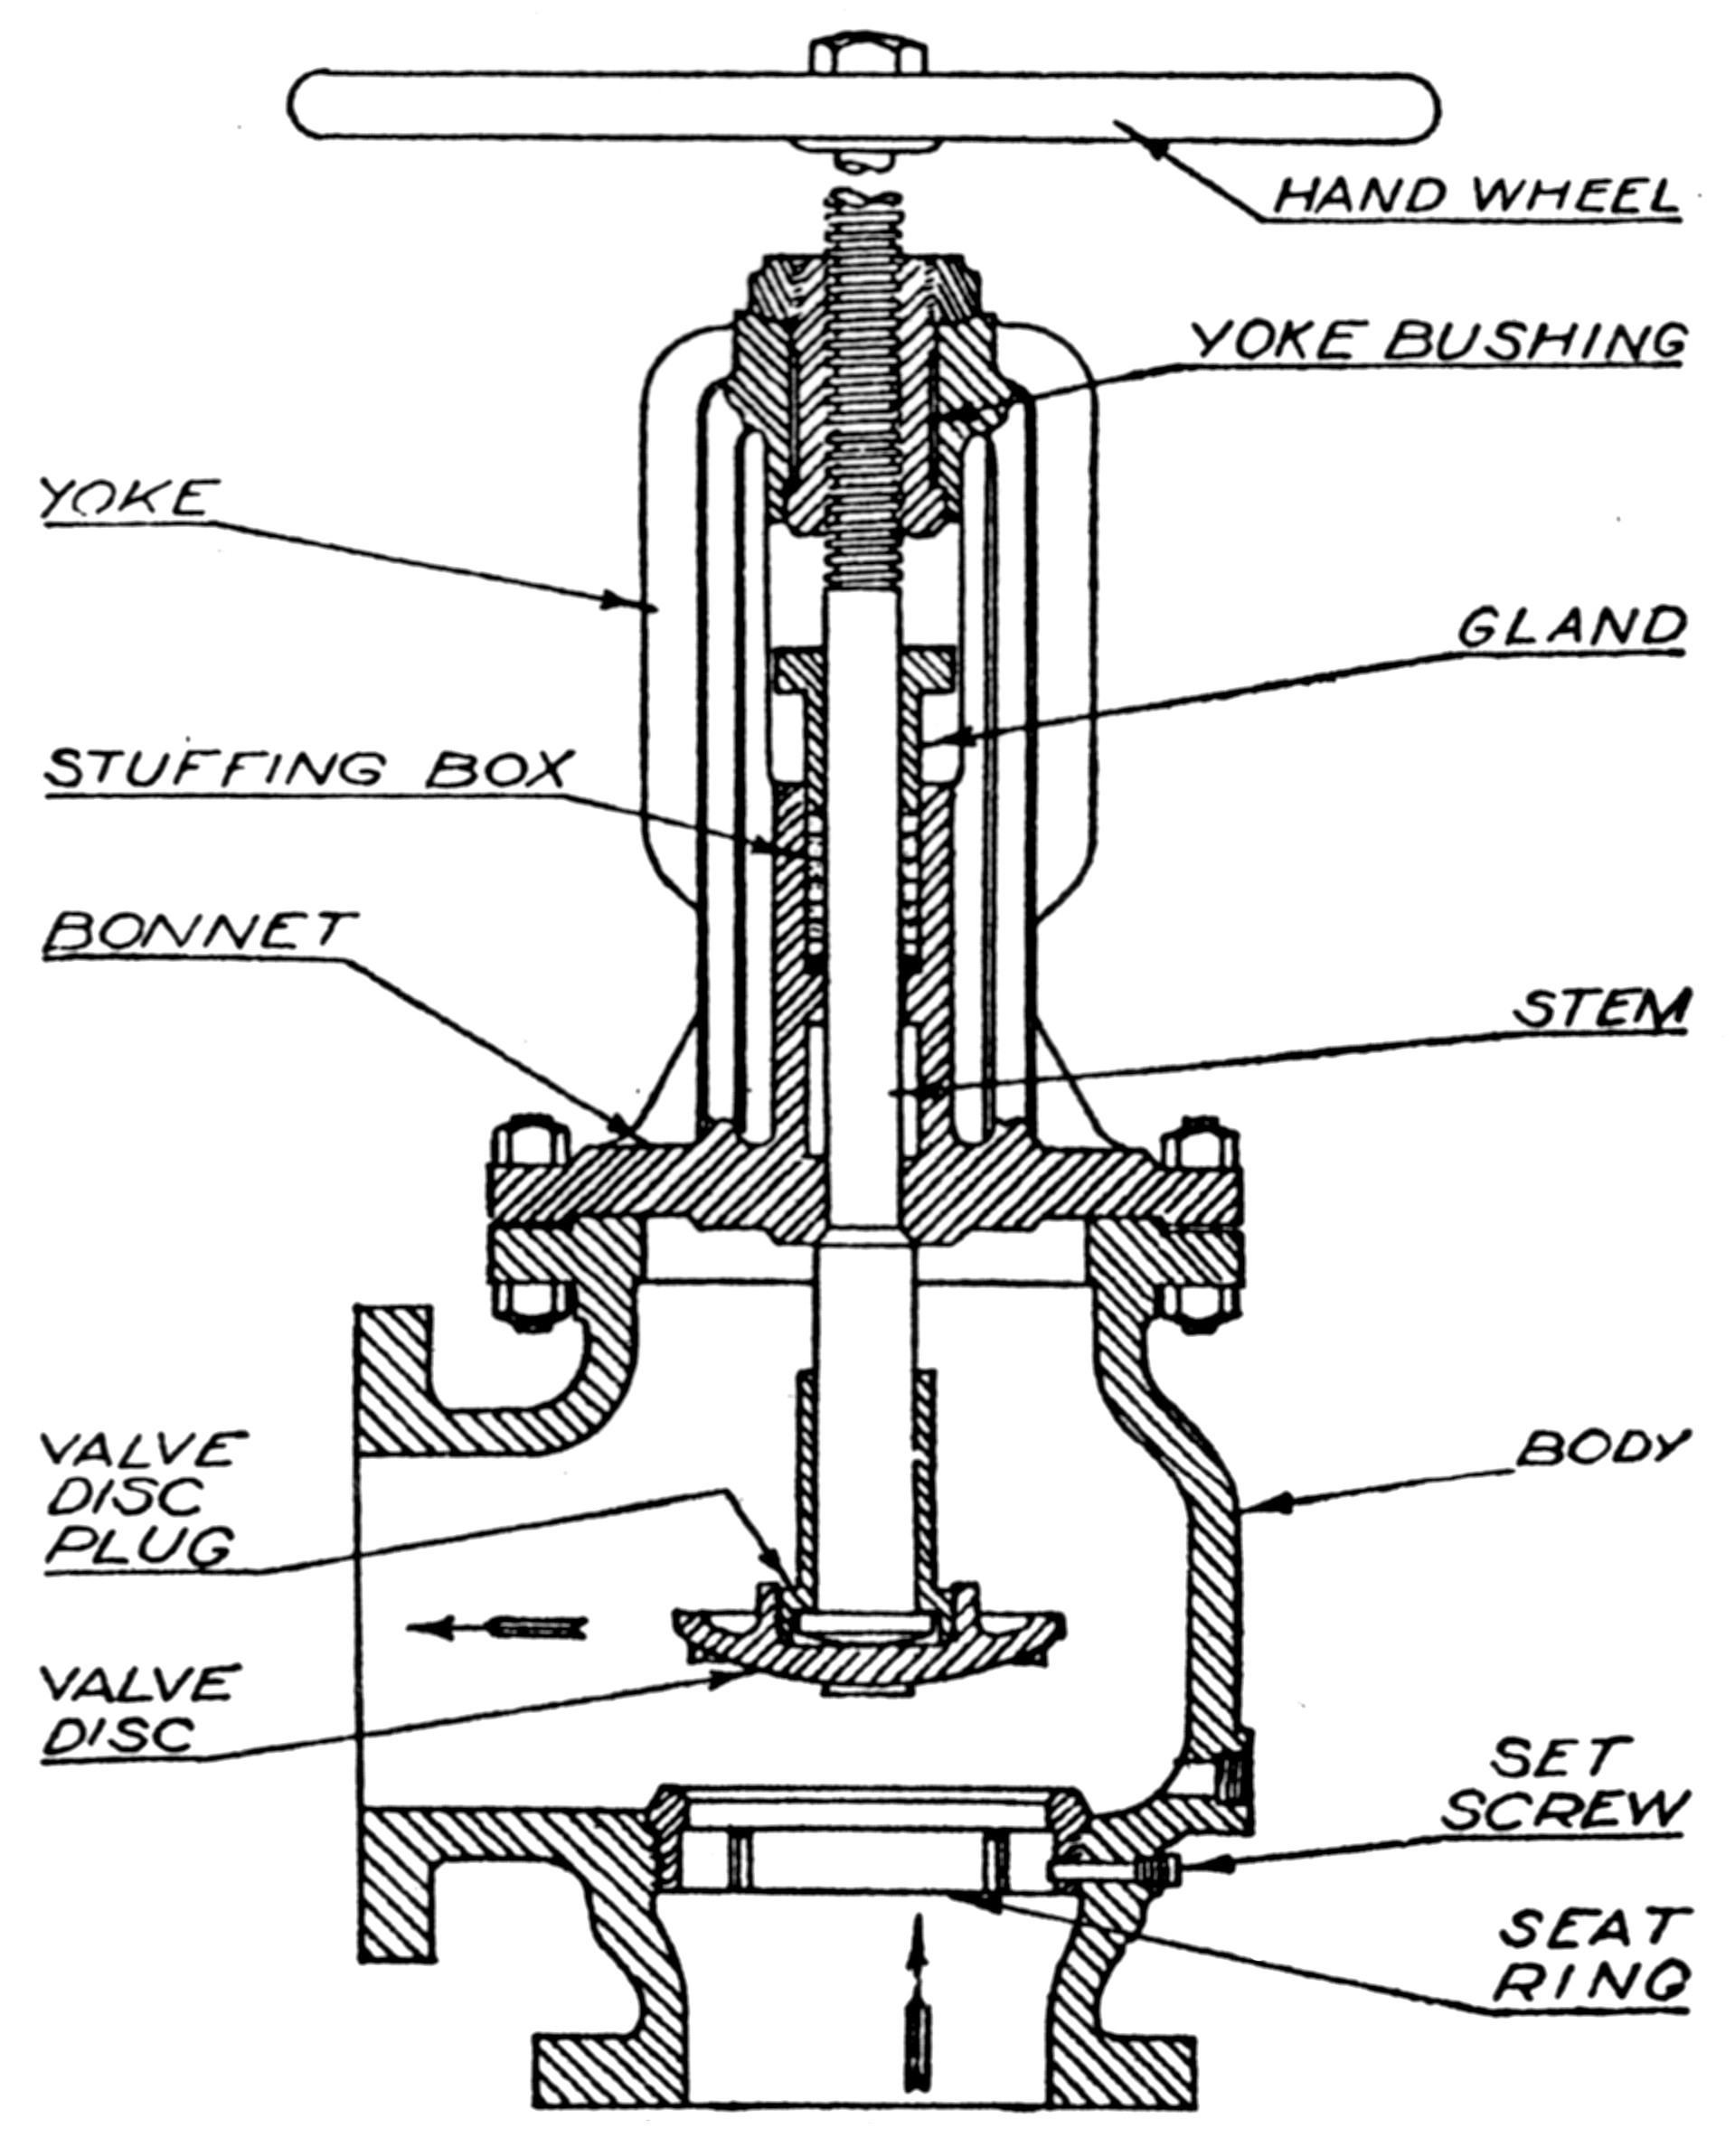 HAND WHEEL
YOKE BUSHING
YOKE
GLAND
STUFFING BOX
BONNET
STEM
BODY
VALVE
DISC
PLUG
VALVE
DISC
SET
SCREW
SEAT
RING